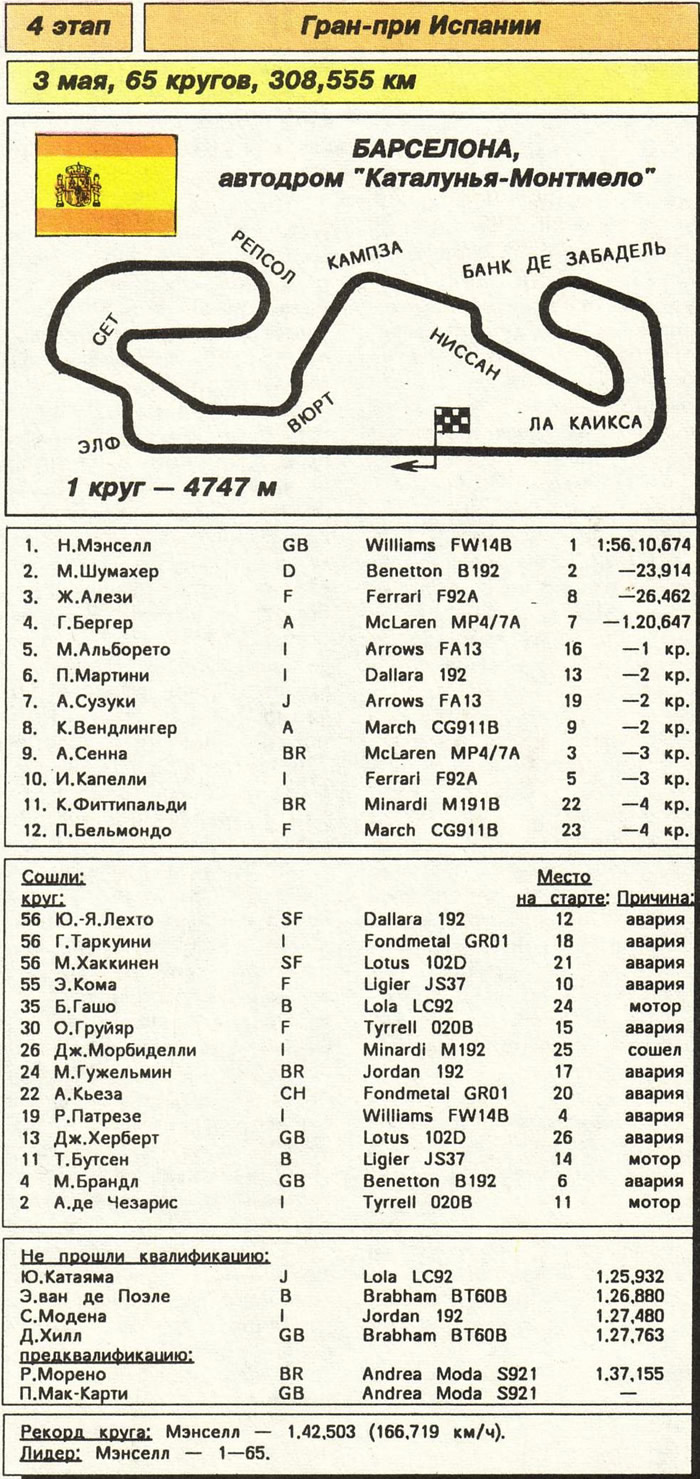 4 этап
Гран-при Испании
3 мая, 65 кругов, 308,555 км
БАРСЕЛОНА,
автодром "Каталунья-Монтмело"
РЕПСОЛ
КАМПЗА
БАНК ДЕ ЗАБАДЕЛЬ
СЕТ
НИССАН
ВЮРТ
ЛА КАИКСА
ЭЛФ
1 круг — 4747 м
1. Н.Мэнселл GB Williams FW14B 1 1:56.10,674
2. М.Шумахер D Benetton B192 2 —23,914
3. Ж.Алези F Ferrari F92A 8 —26,462
4. Г.Бергер A McLaren MP4/7A 7 —1.20,647
5. М.Альборето I Arrows FA13 16 —1 кр.
6. П.Мартини I Dallara 192 13 —2 кр.
7. А.Сузуки J Arrows FA13 19 —2 кр.
8. К.Вендлингер A March CG911B 9 —2 кр.
9. А.Сенна BR McLaren MP4/7A 3 —3 кр.
10. И.Капелли I Ferrari F92A 5 —3 кр.
11. К.Фиттипальди BR Minardi M191B 22 —4 кр.
12. П.Бельмондо F March CG911B 23 —4 кр.
Сошли: Место
круг: на старте: Причина:
56 Ю.-Я.Лехто SF Dallara 192 12 авария
56 Г.Таркуини I Fondmetal GR01 18 авария
56 М.Хаккинен SF Lotus 102D 21 авария
55 Э.Кома F Ligier JS37 10 авария
35 Б.Гашо B Lola LC92 24 мотор
30 О.Груйяр F Tyrrell 020B 15 авария
26 Дж.Морбиделли I Minardi M192 25 сошел
24 М.Гужельмин BR Jordan 192 17 авария
22 А.Кьеза CH Fondmetal GR01 20 авария
19 Р.Патрезе I Williams FW14B 4 авария
13 Дж.Херберт GB Lotus 102D 26 авария
11 Т.Бутсен B Ligier JS37 14 мотор
4 М.Брандл GB Benetton B192 6 авария
2 А.де Чезарис I Tyrrell 020B 11 мотор
Не прошли квалификацию:
Ю.Катаяма J Lola LC92 1.25,932
Э.ван де Поэле B Brabham BT60B 1.26,880
С.Модена I Jordan 192 1.27,480
Д.Хилл GB Brabham BT60B 1.27,763
предквалификацию:
Р.Морено BR Andrea Moda S921 1.37,155
П.Мак-Карти GB Andrea Moda S921 —
Рекорд круга: Мэнселл — 1.42,503 (166,719 км/ч).
Лидер: Мэнселл — 1—65.